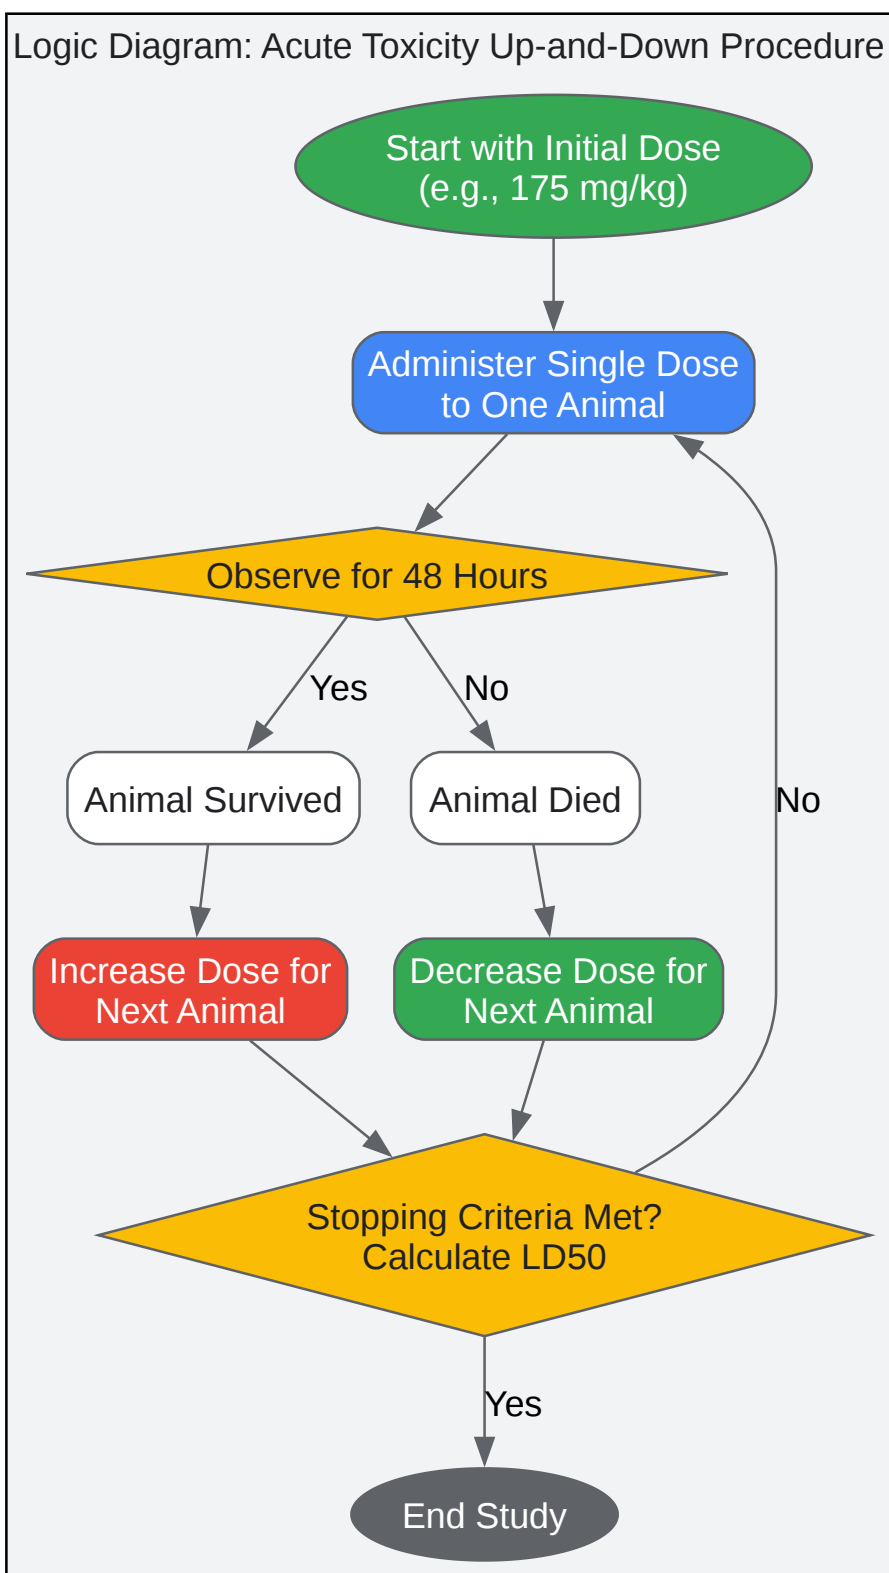 Logic Diagram: Acute Toxicity Up-and-Down Procedure
Start with Initial Dose
(e.g., 175 mg/kg)
Administer Single Dose
to One Animal
Observe for 48 Hours
Yes
No
Animal Survived
Animal Died
No
Increase Dose for
Next Animal
Decrease Dose for
Next Animal
Stopping Criteria Met?
Calculate LD50
Yes
End Study